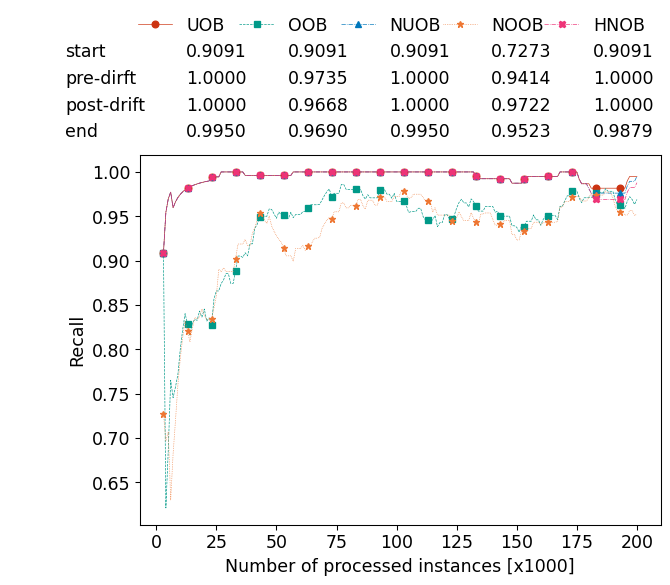 UOB OOB NUOB NOOB HNOB
start 0.9091 0.9091 0.9091 0.7273 0.9091
pre-dirft 1.0000 0.9735 1.0000 0.9414 1.0000
post-drift 1.0000 0.9668 1.0000 0.9722 1.0000
end 0.9950 0.9690 0.9950 0.9523 0.9879
1.00
0.95
0.90
0.85
0.80
0.75
0.70
0.65
Recall
0 25 50 75 100 125 150 175 200
Number of processed instances [x1000]